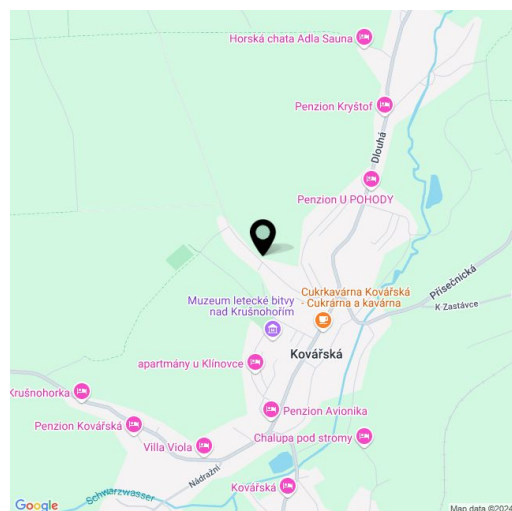 Horská chata Adla Sauna
Penzion Kryštof
Dlouhá
Penzion U POHODY
Přísečnická
K Zastávce
Cukrkavárna Kovářská
- Cukrárna a kavárna
Muzeum letecké bitvy
nad Krušnohořím
Kovářská
apartmány u Klínovce
Krušnohorka
Penzion Avionika
Penzion Kovářská
Chalupa pod stromy
Villa Viola
Nádražní
Kovářská
Schwarzwasser
Google
Map data ©2024